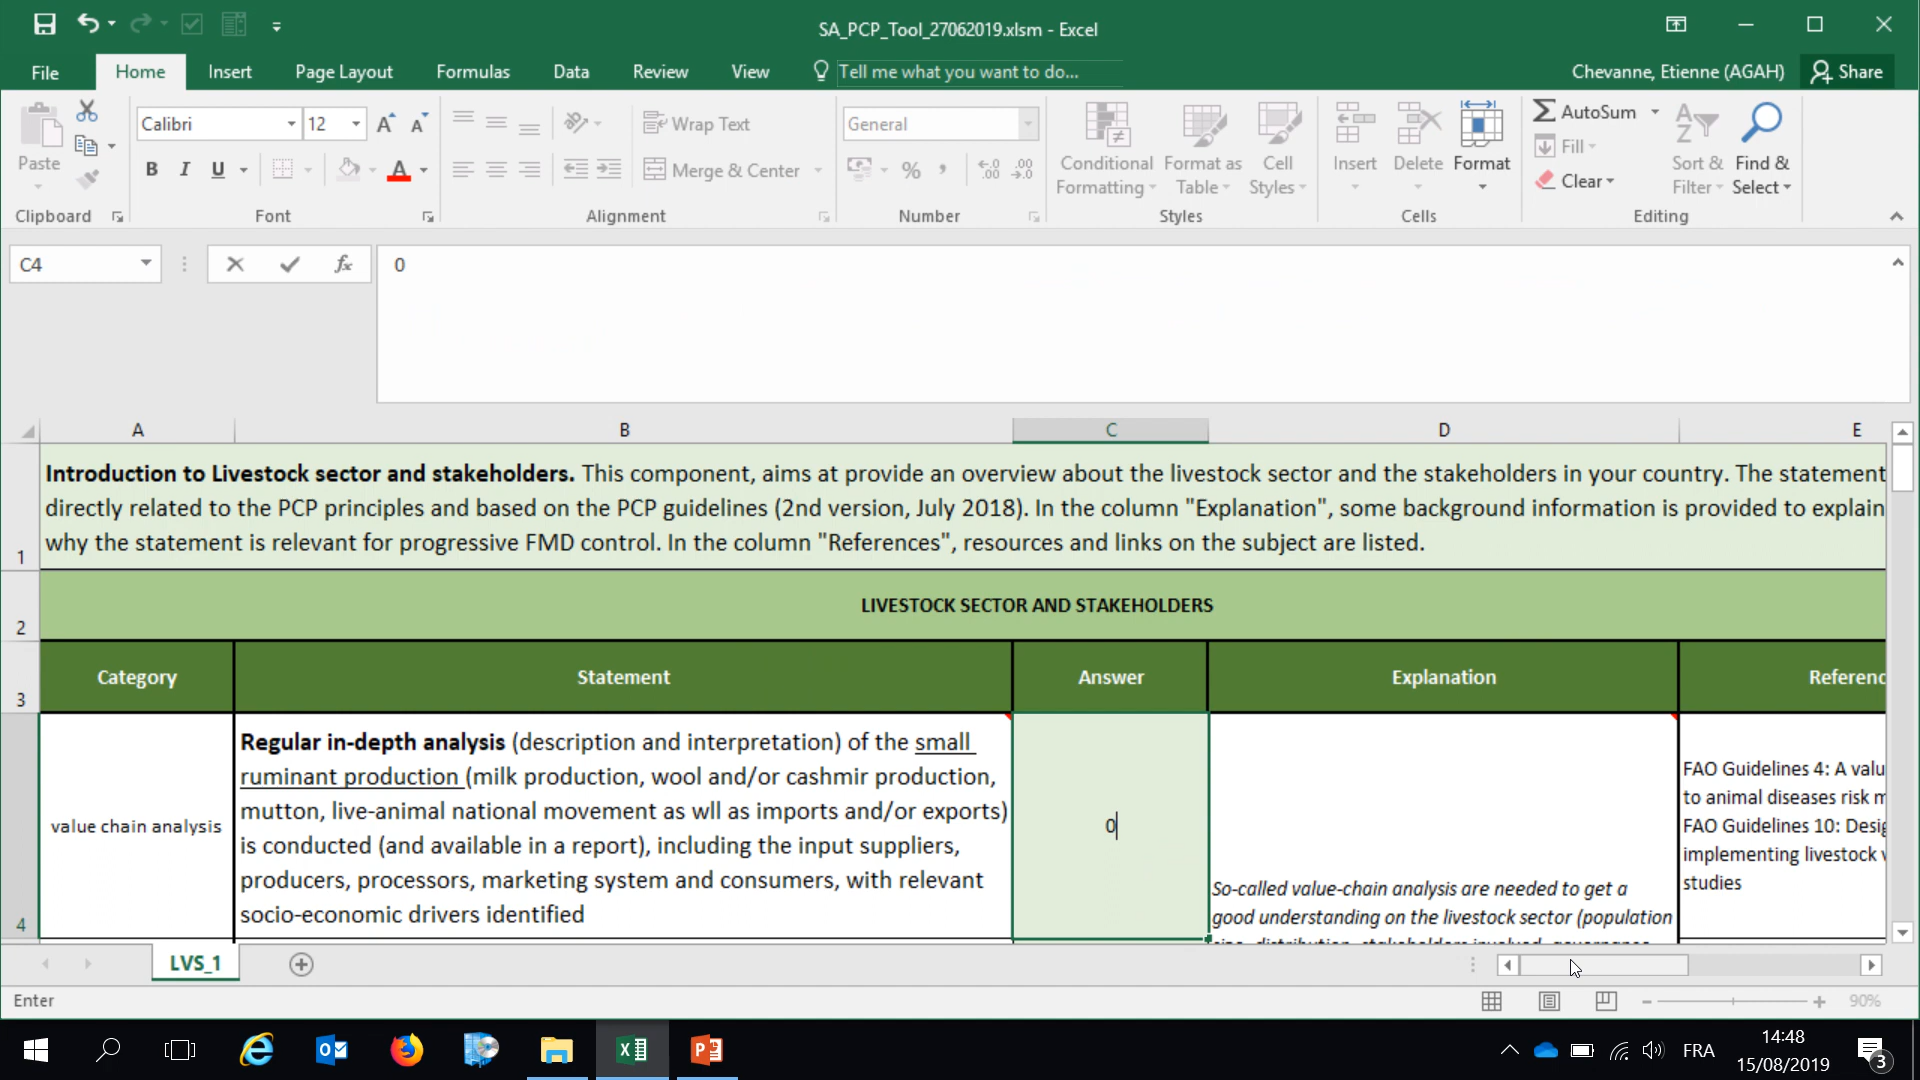 SA_PCP_Tool_27062019.xlsm - Excel
File Home Insert Page Layout Formulas Data Review View Tell me what you want to do... Chevanne, Etienne (AGAH) Share
Paste
Clipboard
Calibri 12
B I U A
Font
Wrap Text
Merge & Center
Alignment
General
%
Number
Conditional Formatting
Format as Table
Cell Styles
Styles
Insert Delete Format
Cells
AutoSum
Fill
Clear
Sort & Filter
Find & Select
Editing
C4 fx 0
A B C D E
1
Introduction to Livestock sector and stakeholders. This component, aims at provide an overview about the livestock sector and the stakeholders in your country. The statement
directly related to the PCP principles and based on the PCP guidelines (2nd version, July 2018). In the column "Explanation", some background information is provided to explain
why the statement is relevant for progressive FMD control. In the column "References", resources and links on the subject are listed.
2
LIVESTOCK SECTOR AND STAKEHOLDERS
3
Category Statement Answer Explanation Referenc
4
value chain analysis
Regular in-depth analysis (description and interpretation) of the small
ruminant production (milk production, wool and/or cashmir production,
mutton, live-animal national movement as wll as imports and/or exports)
is conducted (and available in a report), including the input suppliers,
producers, processors, marketing system and consumers, with relevant
socio-economic drivers identified
0
So-called value-chain analysis are needed to get a
good understanding on the livestock sector (population
FAO Guidelines 4: A valu
to animal diseases risk m
FAO Guidelines 10: Desig
implementing livestock v
studies
LVS_1
Enter
90%
FRA
14:48
15/08/2019
3